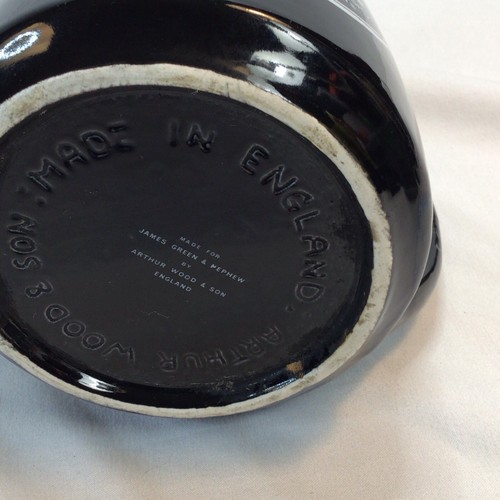 MADE IN ENGLAND.
ARTHUR WOOD & SON.
MADE FOR
JAMES GREEN & NEPHEW
BY
ARTHUR WOOD & SON
ENGLAND